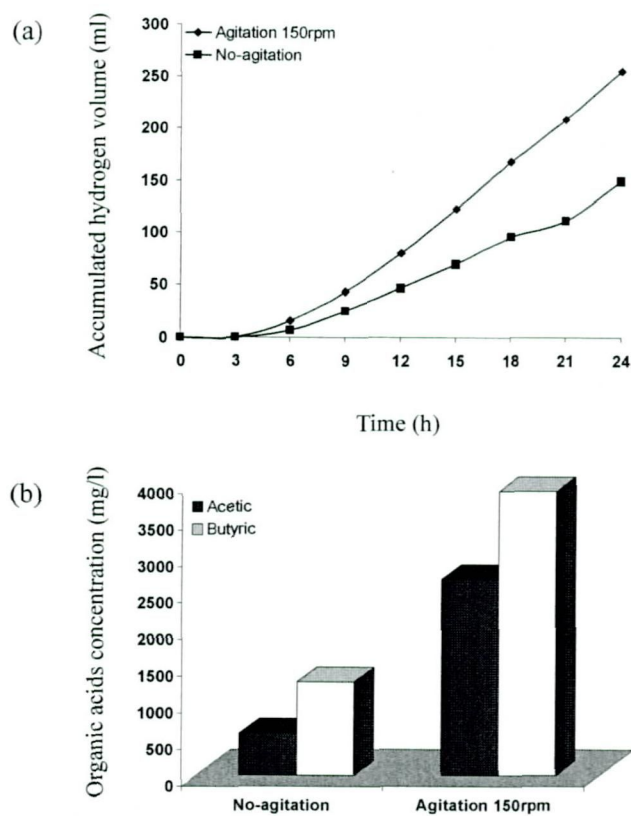 (a)
Accumulated hydrogen volume (ml)
300
250
200
150
100
50
0
Agitation 150rpm
No-agitation
0 3 6 9 12 15 18 21 24
Time (h)
(b)
Organic acids concentration (mg/l)
4000
3500
3000
2500
2000
1500
1000
500
0
Acetic
Butyric
No-agitation Agitation 150rpm